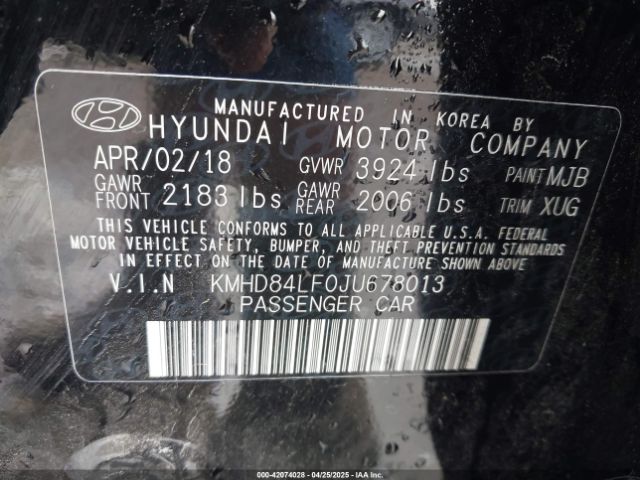 MANUFACTURED IN KOREA BY
HYUNDAI MOTOR COMPANY
APR/02/18 GVWR 3924 lbs PAINT MJB
GAWR FRONT 2183 lbs GAWR REAR 2006 lbs TRIM XUG
THIS VEHICLE CONFORMS TO ALL APPLICABLE U.S.A. FEDERAL
MOTOR VEHICLE SAFETY, BUMPER, AND THEFT PREVENTION STANDARDS
IN EFFECT ON THE DATE OF MANUFACTURE SHOWN ABOVE
V.I.N KMHD84LF0JU678013
PASSENGER CAR
000-42074028 - 04/25/2025 - IAA Corp.